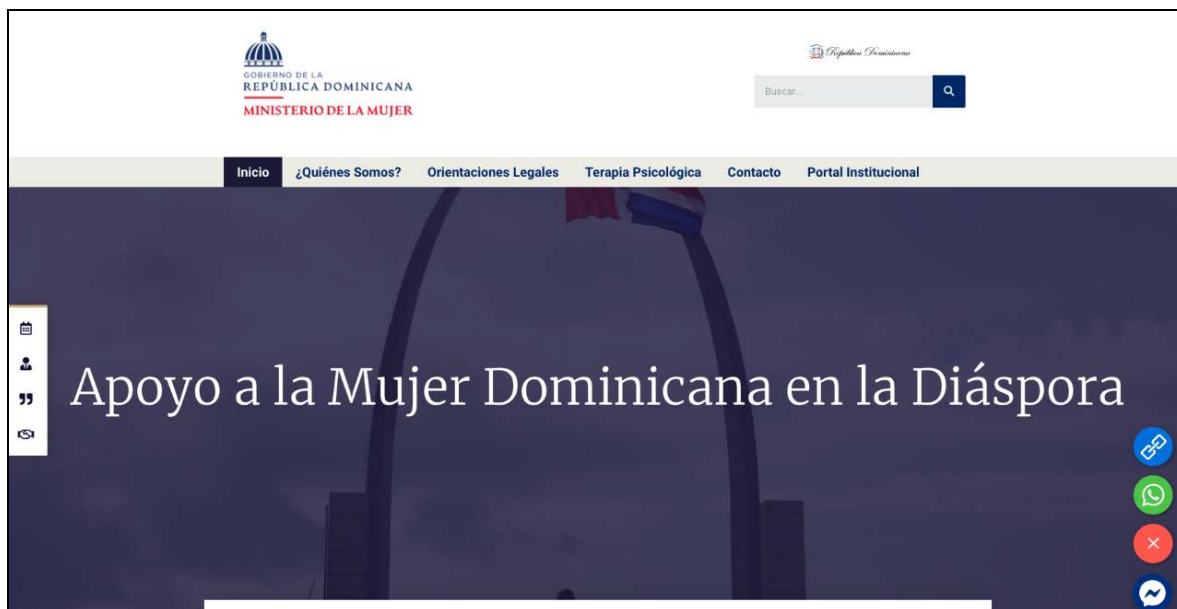 GOBIERNO DE LA
REPÚBLICA DOMINICANA
MINISTERIO DE LA MUJER
República Dominicana
Buscar...
Inicio ¿Quiénes Somos? Orientaciones Legales Terapia Psicológica Contacto Portal Institucional
Apoyo a la Mujer Dominicana en la Diáspora